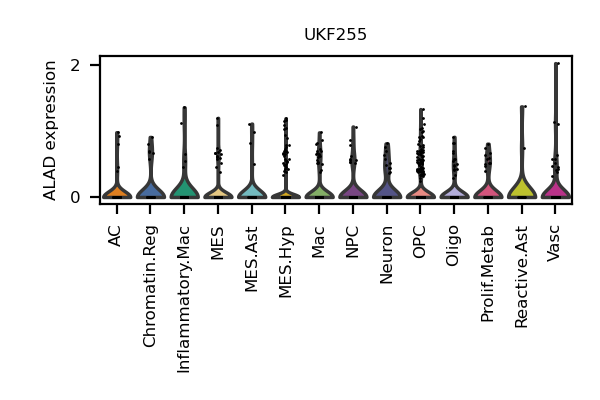 UKF255
ALAD expression
2
0
AC
Chromatin.Reg
Inflammatory.Mac
MES
MES.Ast
MES.Hyp
Mac
NPC
Neuron
OPC
Oligo
Prolif.Metab
Reactive.Ast
Vasc